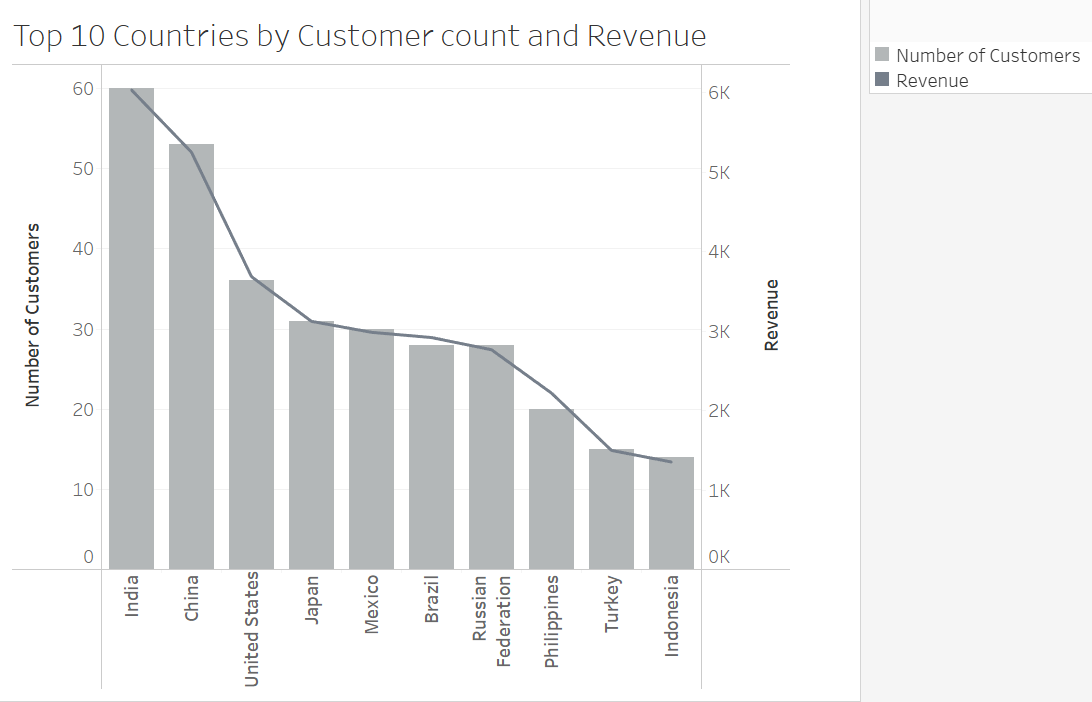 Top 10 Countries by Customer count and Revenue
Number of Customers
Revenue
60
50
40
30
20
10
0
Number of Customers
6K
5K
4K
3K
2K
1K
0K
Revenue
India
China
United States
Japan
Mexico
Brazil
Russian
Federation
Philippines
Turkey
Indonesia